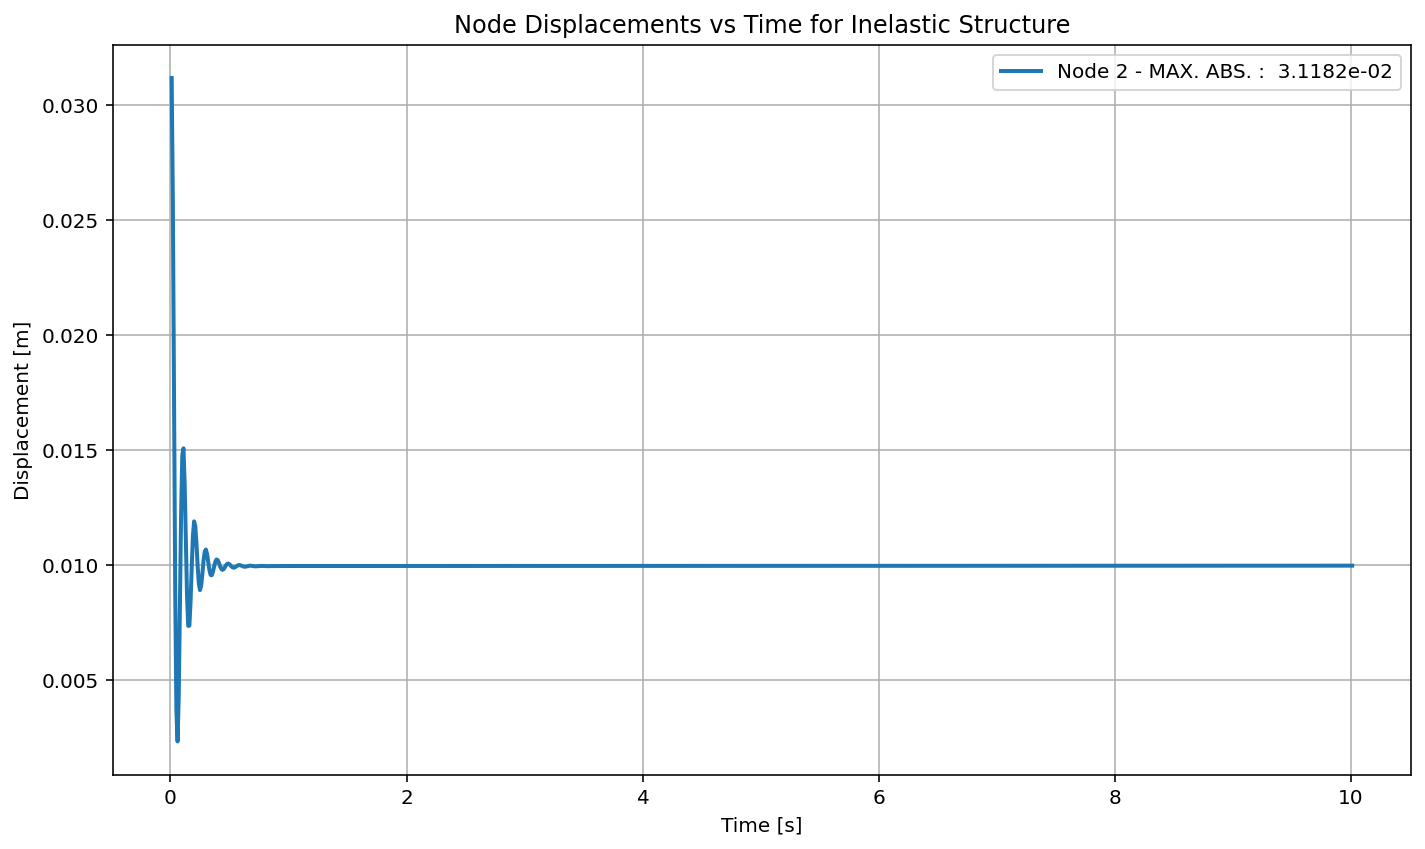 Node Displacements vs Time for Inelastic Structure
Node 2 - MAX. ABS. :  3.1182e-02
0.030
0.025
0.020
0.015
0.010
0.005
Displacement [m]
0 2 4 6 8 10
Time [s]